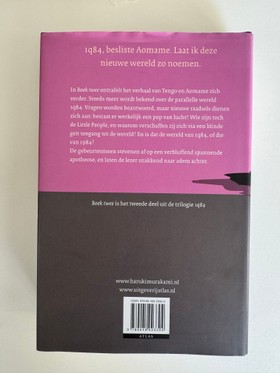 1q84, besliste Aomame. Laat ik deze
nieuwe wereld zo noemen.
In Boek twee ontrafelt het verhaal van Tengo en Aomame zich
verder. Steeds meer wordt bekend over de parallelle wereld
1q84. Vragen worden beantwoord, maar nieuwe raadsels dienen
zich aan: bestaat er werkelijk een pop van lucht? Wie zijn toch
de Little People, en waarom verschaffen zij zich via een blinde
geit toegang tot de wereld? En is dat de wereld van 1q84, of die
van 1984?
De gebeurtenissen stevenen af op een verbluffend spannende
apotheose, en laten de lezer snakkend naar adem achter.
Boek twee is het tweede deel uit de trilogie 1q84
www.harukimurakami.nl
www.uitgeverijatlas.nl
ATLAS